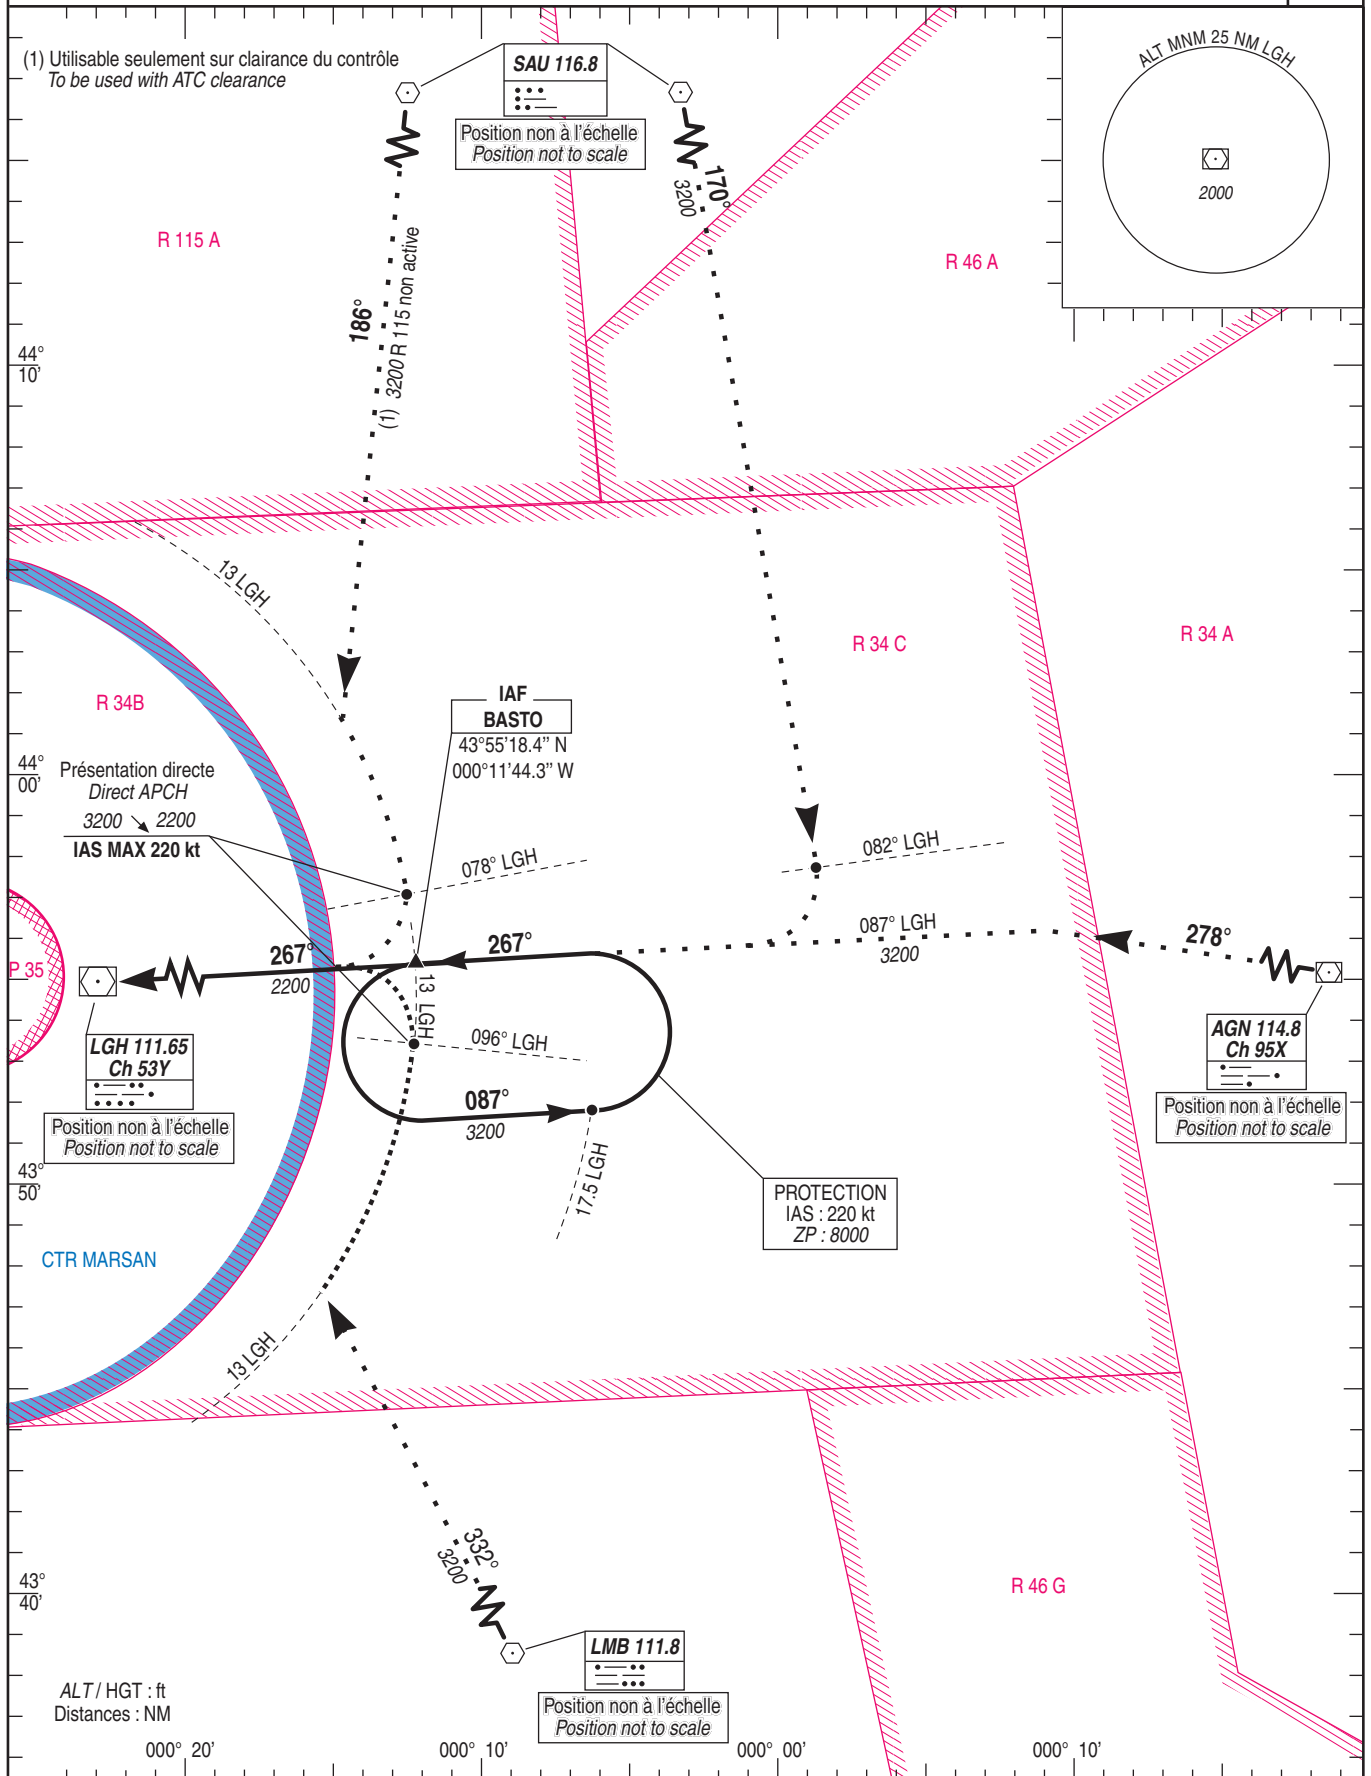 (1) Utilisable seulement sur clairance du contrôle
To be used with ATC clearance
SAU 116.8
Position non à l'échelle
Position not to scale
ALT MNM 25 NM LGH
2000
R 115 A
R 46 A
170°
3200
186°
(1) 3200 R 115 non active
44°
10'
13 LGH
R 34 C
R 34 A
R 34B
IAF
BASTO
43°55'18.4" N
000°11'44.3" W
44°
00'
Présentation directe
Direct APCH
3200 2200
IAS MAX 220 kt
078° LGH
082° LGH
087° LGH
3200
267°
2200
267°
278°
P 35
13 LGH
096° LGH
LGH 111.65
Ch 53Y
Position non à l'échelle
Position not to scale
AGN 114.8
Ch 95X
Position non à l'échelle
Position not to scale
087°
3200
17.5 LGH
43°
50'
PROTECTION
IAS : 220 kt
ZP : 8000
CTR MARSAN
13 LGH
332°
3200
43°
40'
R 46 G
LMB 111.8
Position non à l'échelle
Position not to scale
ALT / HGT : ft
Distances : NM
000° 20'
000° 10'
000° 00'
000° 10'